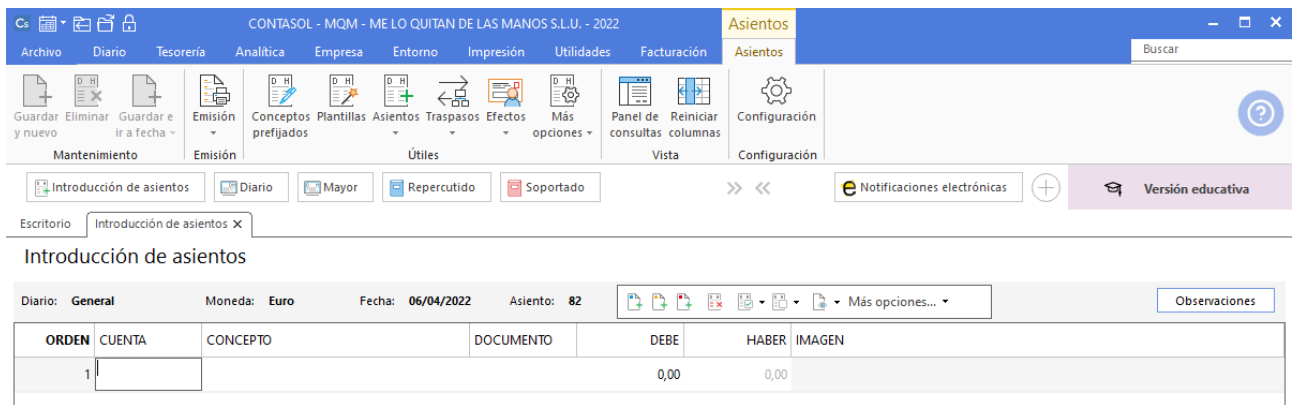 Cs CONTASOL - MQM - ME LO QUITAN DE LAS MANOS S.L.U. - 2022 Asientos
Archivo Diario Tesorería Analítica Empresa Entorno Impresión Utilidades Facturación Asientos Buscar
D H D H D H D H D H
Guardar Eliminar Guardar e Emisión Conceptos Plantillas Asientos Traspasos Efectos Más Panel de Reiniciar Configuración
y nuevo ir a fecha prefijados opciones consultas columnas
Mantenimiento Emisión Útiles Vista Configuración
Introducción de asientos Diario Mayor Repercutido Soportado e Notificaciones electrónicas Versión educativa
Escritorio Introducción de asientos X
Introducción de asientos
Diario: General Moneda: Euro Fecha: 06/04/2022 Asiento: 82 Más opciones... Observaciones
ORDEN CUENTA CONCEPTO DOCUMENTO DEBE HABER IMAGEN
1 0,00 0,00